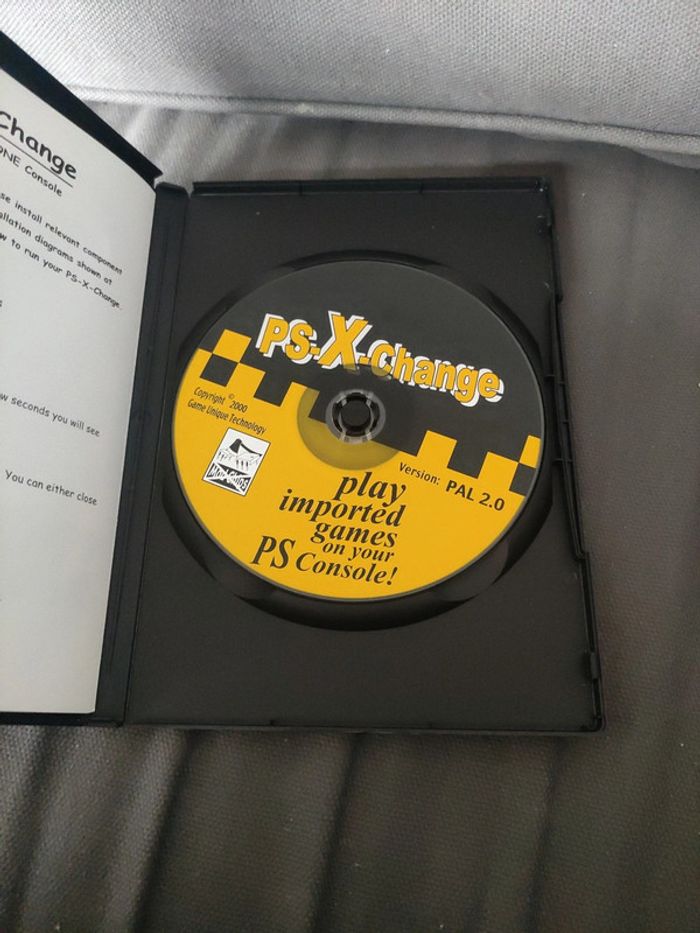 Change
ONE Console
se install relevant component
allation diagrams shown at
w to run your PS-X-Change.
s
w seconds you will see
You can either close
PS-X-Change
Copyright ©2000
Game Unique Technology
Version: PAL 2.0
play
imported
games
on your
PS Console!